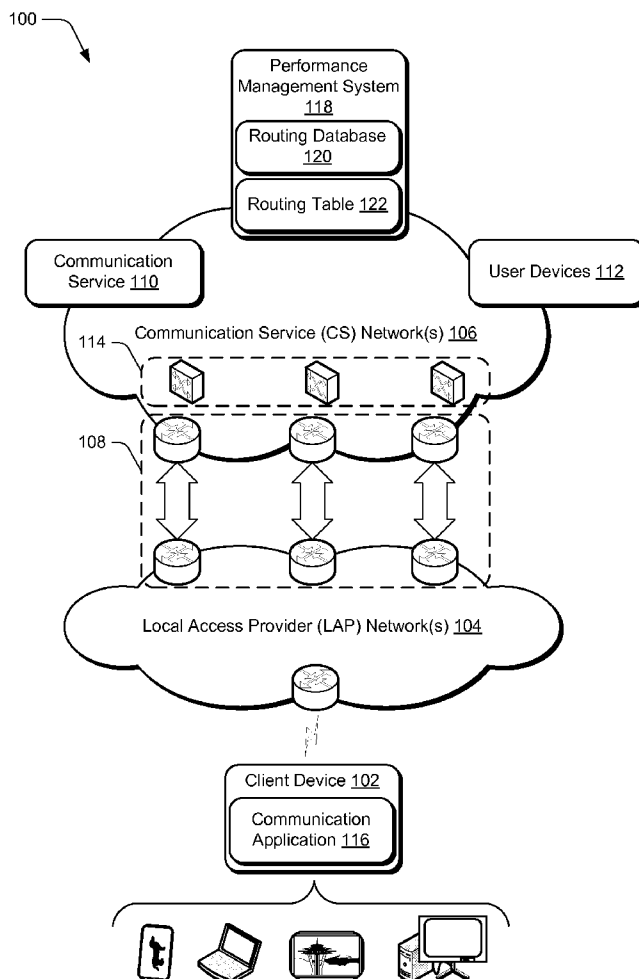 100
Performance
Management System
118
Routing Database
120
Routing Table 122
Communication
Service 110
User Devices 112
Communication Service (CS) Network(s) 106
114
108
Local Access Provider (LAP) Network(s) 104
Client Device 102
Communication
Application 116